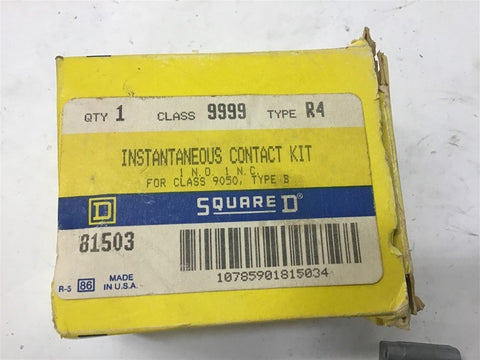 QTY 1 CLASS 9999 TYPE R4
INSTANTANEOUS CONTACT KIT
1 N.O. 1 N.C.
FOR CLASS 9050, TYPE B
D SQUARE D®
81503
10785901815034
R-5 86 MADE
IN U.S.A.